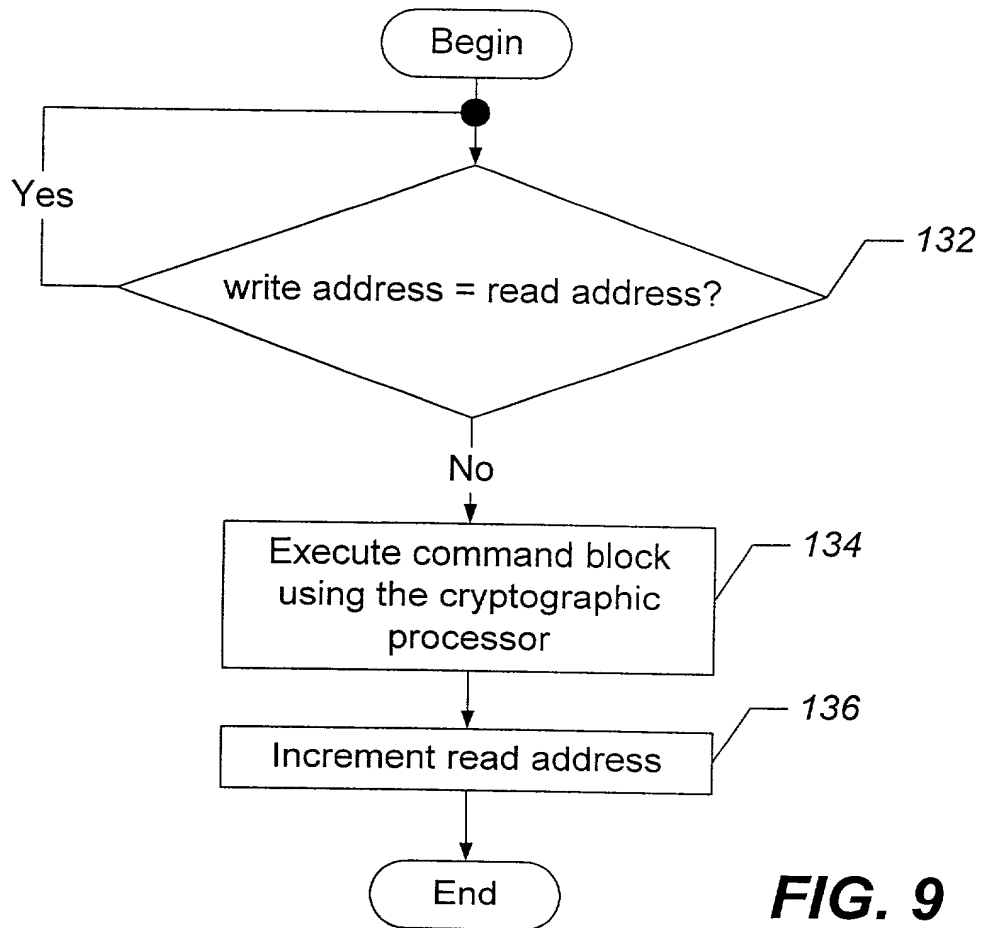 Begin
Yes
write address = read address?
132
No
Execute command block
using the cryptographic
processor
134
Increment read address
136
End
FIG. 9